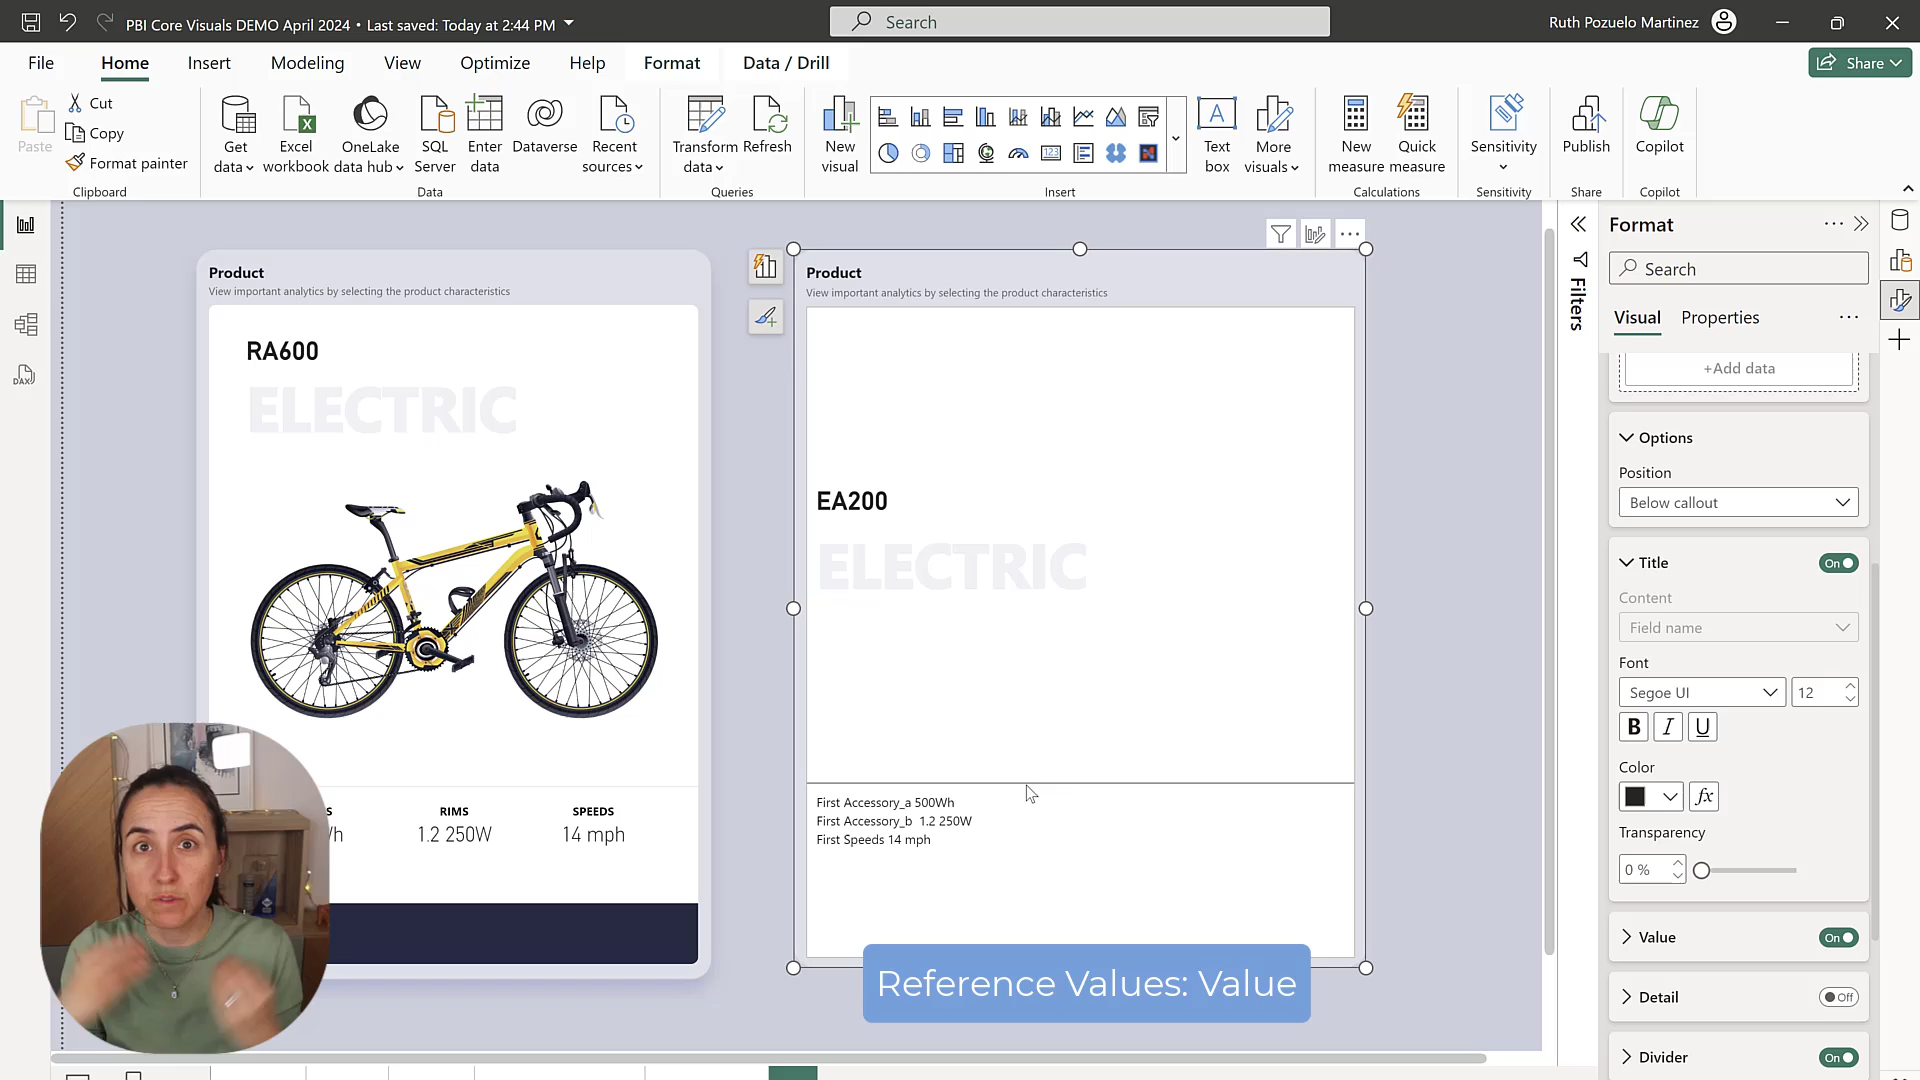 PBI Core Visuals DEMO April 2024 • Last saved: Today at 2:44 PM
Search
Ruth Pozuelo Martinez
File
Home
Insert
Modeling
View
Optimize
Help
Format
Data / Drill
Share
Paste
Cut
Copy
Format painter
Clipboard
Get data
Excel workbook
OneLake data hub
SQL Server
Enter data
Dataverse
Recent sources
Data
Transform data
Refresh
Queries
New visual
Text box
More visuals
Insert
New measure
Quick measure
Calculations
Sensitivity
Sensitivity
Publish
Share
Copilot
Copilot
Product
View important analytics by selecting the product characteristics
RA600
ELECTRIC
RIMS
1.2 250W
SPEEDS
14 mph
Product
View important analytics by selecting the product characteristics
EA200
ELECTRIC
First Accessory_a 500Wh
First Accessory_b 1.2 250W
First Speeds 14 mph
Reference Values: Value
Filters
Format
Search
Visual
Properties
+Add data
Options
Position
Below callout
Title
On
Content
Field name
Font
Segoe UI
12
B
I
U
Color
fx
Transparency
0 %
Value
On
Detail
Off
Divider
On
DAX